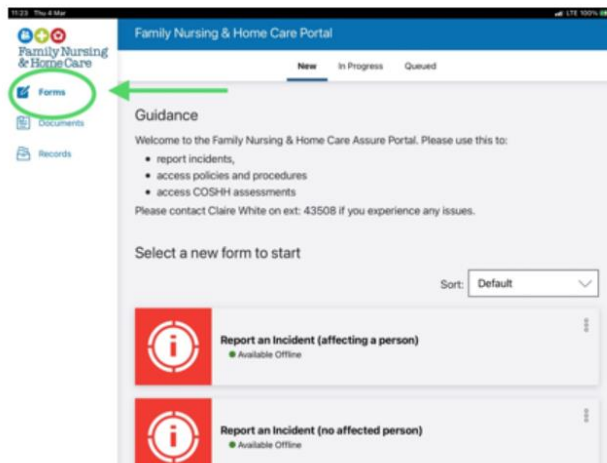 11:23 Thu 4 Mar
LTE 100%
Family Nursing
& Home Care
Forms
Documents
Records
Family Nursing & Home Care Portal
New In Progress Queued
Guidance
Welcome to the Family Nursing & Home Care Assure Portal. Please use this to:
• report incidents,
• access policies and procedures
• access COSHH assessments
Please contact Claire White on ext: 43508 if you experience any issues.
Select a new form to start
Sort: Default
Report an Incident (affecting a person)
Available Offline
Report an Incident (no affected person)
Available Offline